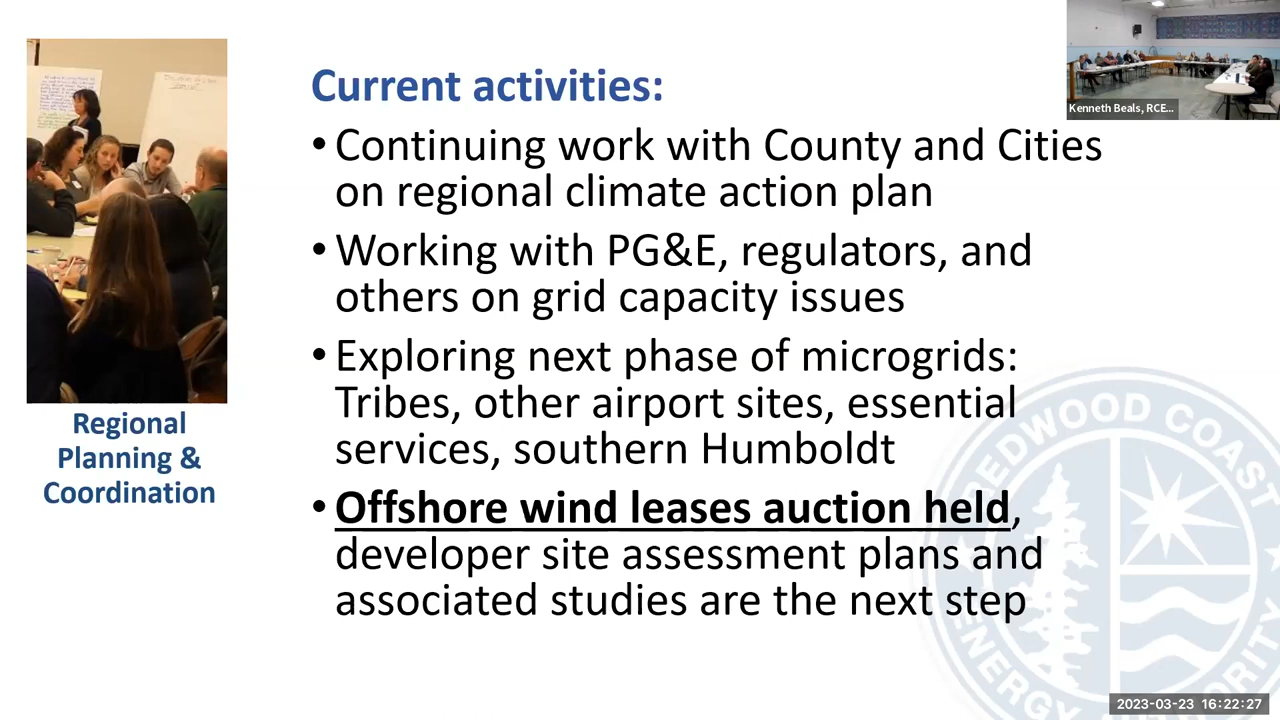 Current activities:
• Continuing work with County and Cities
on regional climate action plan
• Working with PG&E, regulators, and
others on grid capacity issues
• Exploring next phase of microgrids:
Tribes, other airport sites, essential
services, southern Humboldt
• Offshore wind leases auction held,
developer site assessment plans and
associated studies are the next step
Regional
Planning &
Coordination
Kenneth Beals, RCE...
REDWOOD COAST
ENERGY
2023-03-23 16:22:27